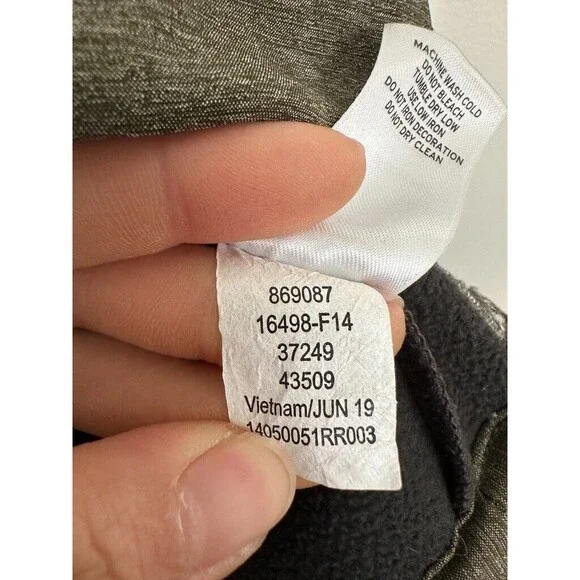 MACHINE WASH COLD
DO NOT BLEACH
TUMBLE DRY LOW
USE LOW IRON
DO NOT IRON DECORATION
DO NOT DRY CLEAN
869087
16498-F14
37249
43509
Vietnam/JUN 19
14050051RR003